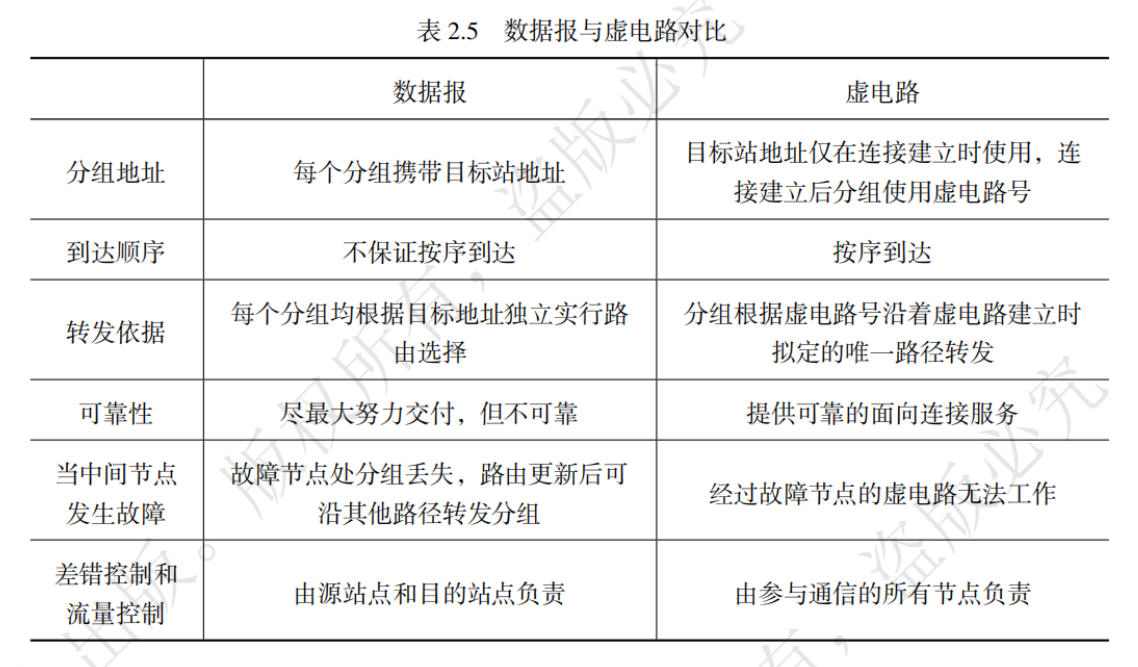 表 2.5 数据报与虚电路对比
数据报
虚电路
分组地址
每个分组携带目标站地址
目标站地址仅在连接建立时使用，连
接建立后分组使用虚电路号
到达顺序
不保证按序到达
按序到达
转发依据
每个分组均根据目标地址独立实行路
由选择
分组根据虚电路号沿着虚电路建立时
拟定的唯一路径转发
可靠性
尽最大努力交付，但不可靠
提供可靠的面向连接服务
当中间节点
发生故障
故障节点处分组丢失，路由更新后可
沿其他路径转发分组
经过故障节点的虚电路无法工作
差错控制和
流量控制
由源站点和目的站点负责
由参与通信的所有节点负责
出版。版权所有，盗版必究
有，盗版必究